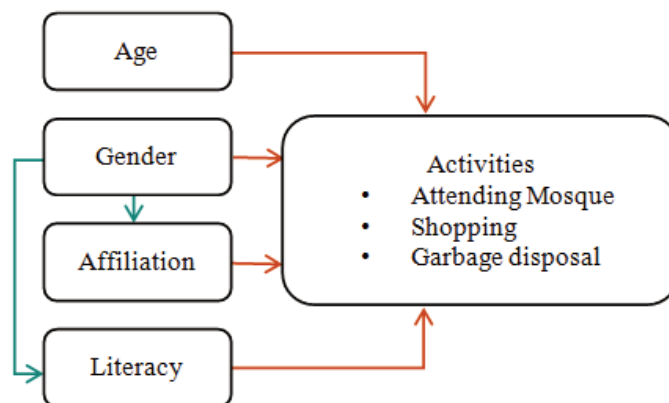 Age
Gender
Affiliation
Literacy
Activities
• Attending Mosque
• Shopping
• Garbage disposal